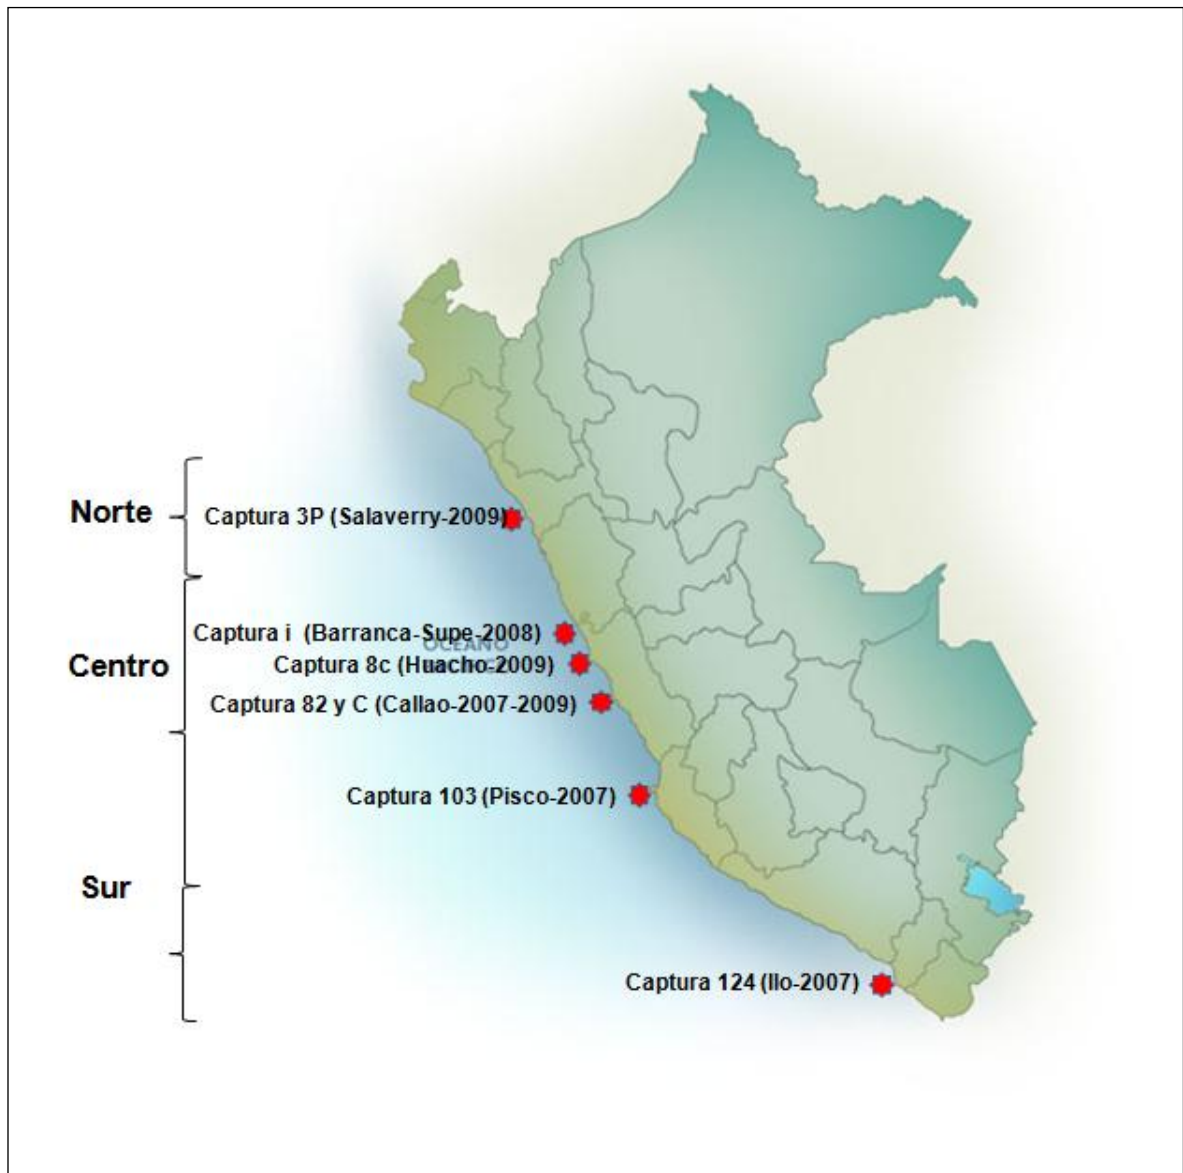 Norte
Captura 3P (Salaverry-2009)
Captura i (Barranca-Supe-2008)
OCÉANO
Centro
Captura 8c (Huacho-2009)
Captura 82 y C (Callao-2007-2009)
Captura 103 (Pisco-2007)
Sur
Captura 124 (Ilo-2007)